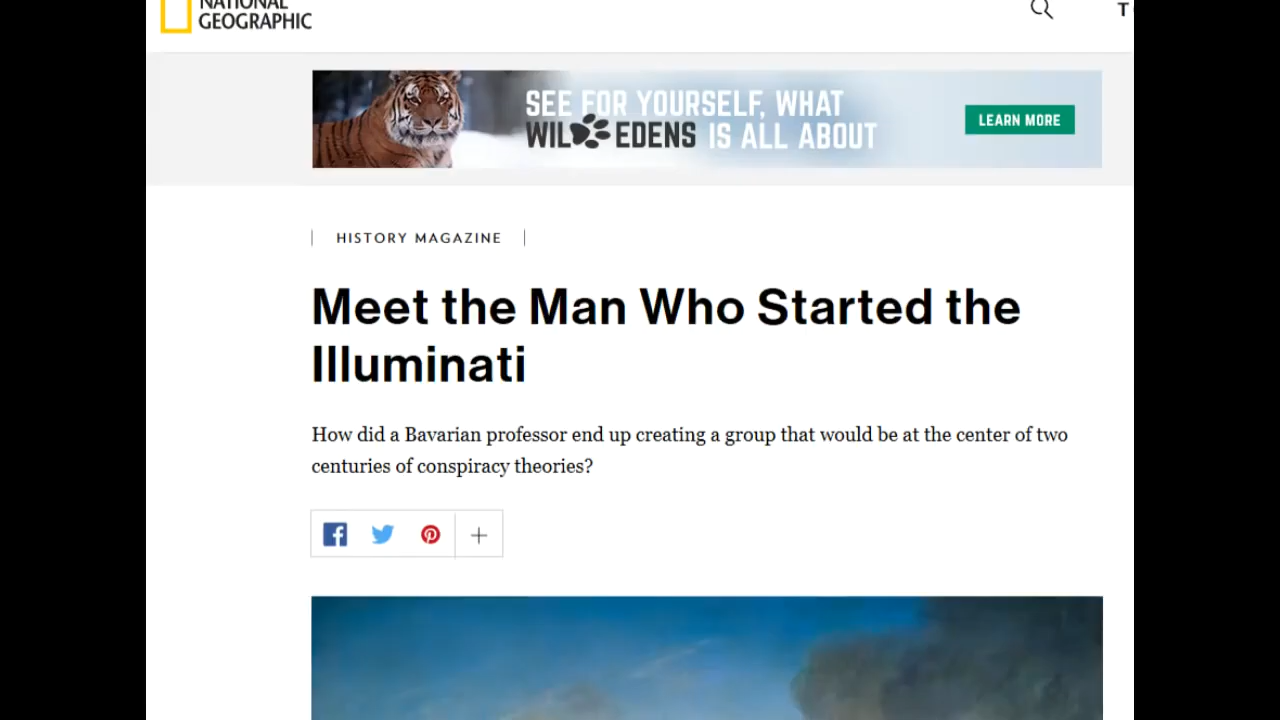 NATIONAL
GEOGRAPHIC
T
SEE FOR YOURSELF, WHAT
WIL EDENS IS ALL ABOUT
LEARN MORE
HISTORY MAGAZINE
Meet the Man Who Started the
Illuminati
How did a Bavarian professor end up creating a group that would be at the center of two
centuries of conspiracy theories?